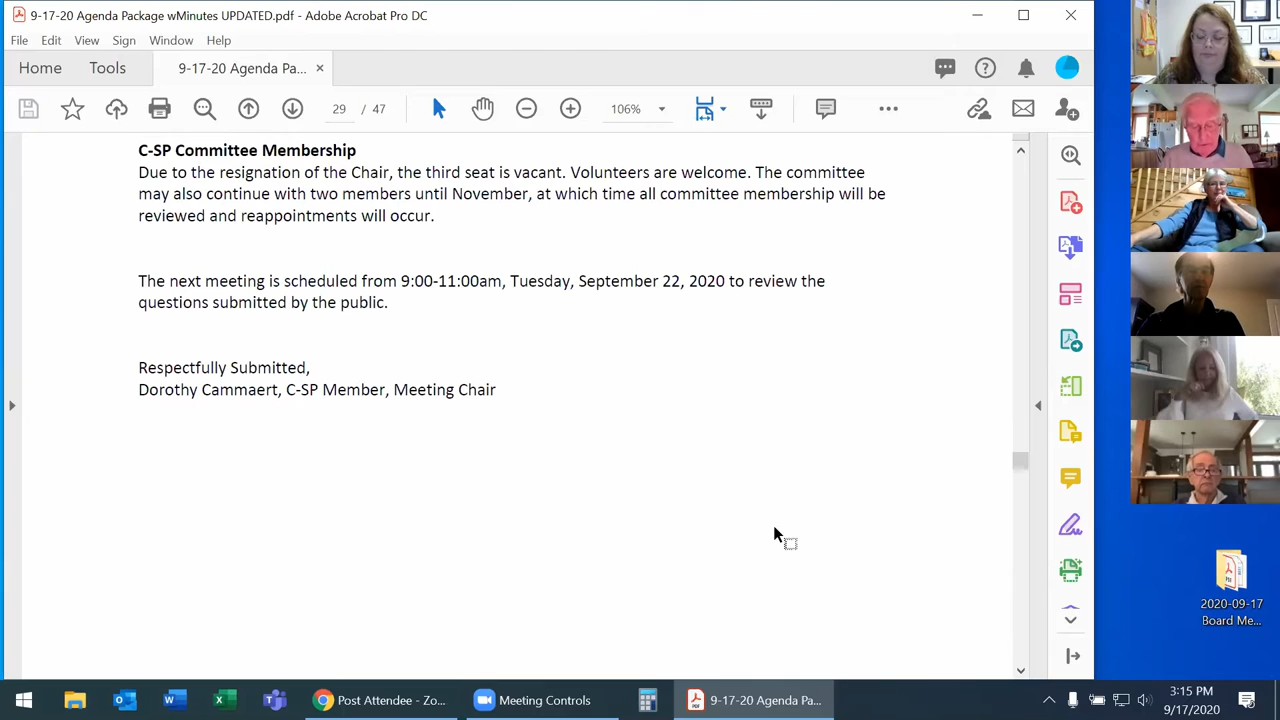 9-17-20 Agenda Package wMinutes UPDATED.pdf - Adobe Acrobat Pro DC
File Edit View Sign Window Help
Home Tools 9-17-20 Agenda Pa... ×
29 / 47 106%
C-SP Committee Membership
Due to the resignation of the Chair, the third seat is vacant. Volunteers are welcome. The committee
may also continue with two members until November, at which time all committee membership will be
reviewed and reappointments will occur.
The next meeting is scheduled from 9:00-11:00am, Tuesday, September 22, 2020 to review the
questions submitted by the public.
Respectfully Submitted,
Dorothy Cammaert, C-SP Member, Meeting Chair
2020-09-17
Board Me...
Post Attendee - Zo... Meeting Controls 9-17-20 Agenda Pa...
3:15 PM
9/17/2020